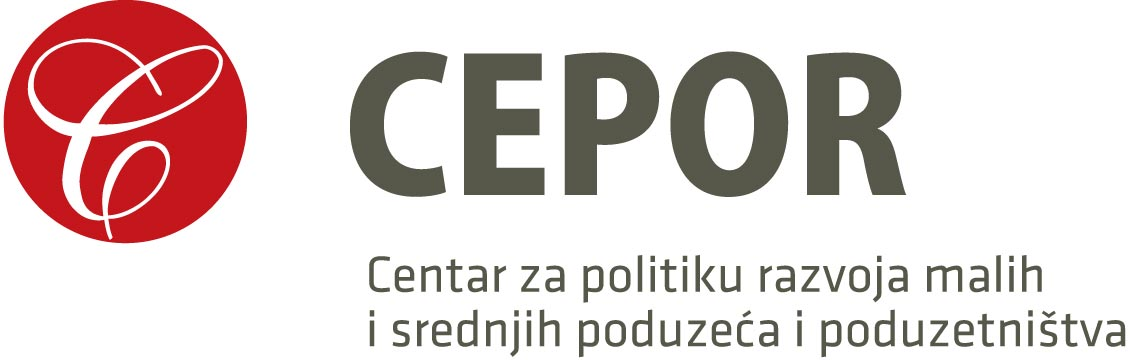 C
CEPOR
Centar za politiku razvoja malih
i srednjih poduzeća i poduzetništva